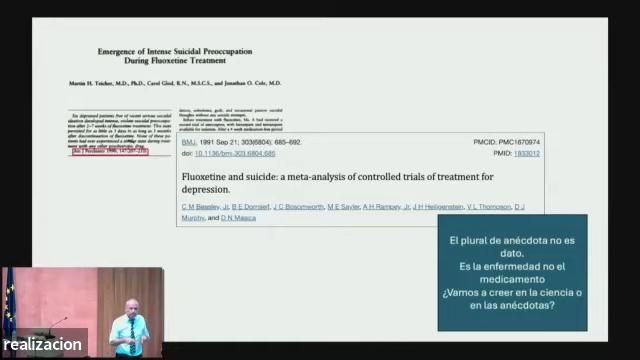 Emergence of Intense Suicidal Preoccupation
During Fluoxetine Treatment
Martin H. Teicher, M.D., Ph.D., Carol Glod, R.N., M.S.C.S., and Jonathan O. Cole, M.D.
BMJ. 1991 Sep 21; 303(6804): 685–692.
PMCID: PMC1670974
doi: 10.1136/bmj.303.6804.685
PMID: 1833012
Fluoxetine and suicide: a meta-analysis of controlled trials of treatment for
depression.
C M Beasley, Jr, B E Dornseif, J C Bosomworth, M E Sayler, A H Rampey, Jr, J H Heiligenstein, V L Thompson, D J
Murphy, and D N Masica
El plural de anécdota no es
dato.
Es la enfermedad no el
medicamento
¿Vamos a creer en la ciencia o
en las anécdotas?
realizacion